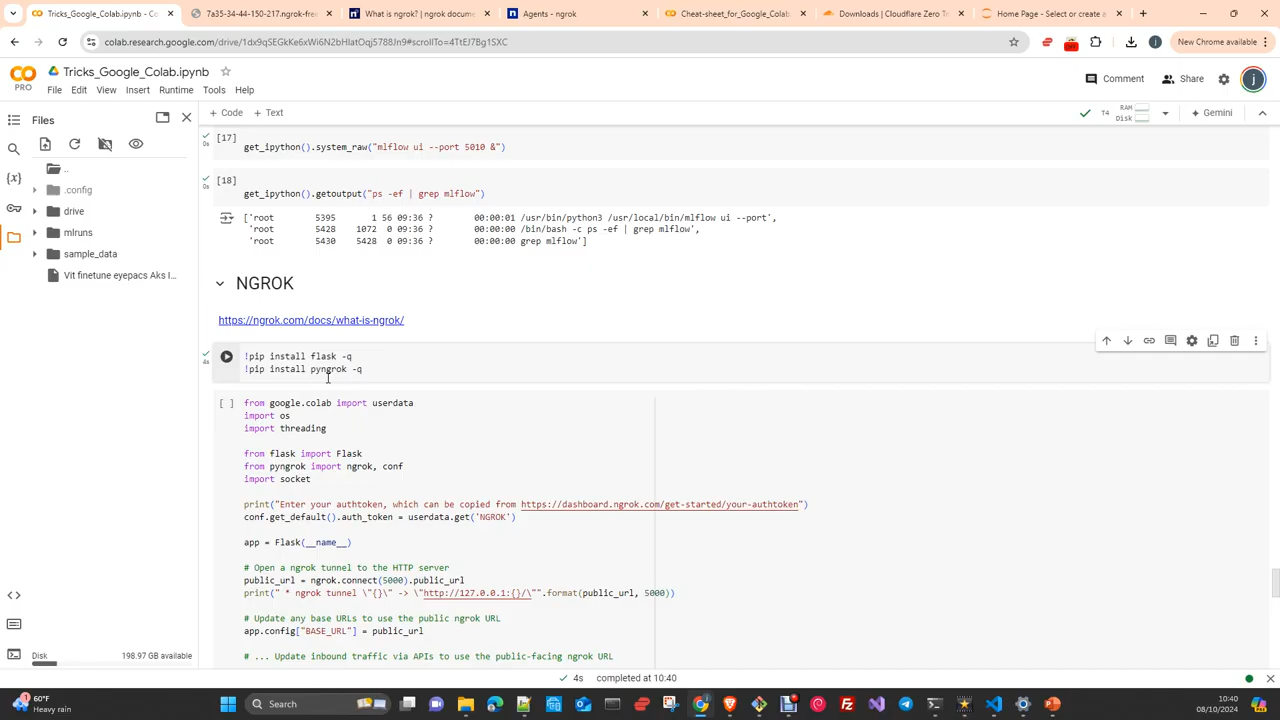 Tricks_Google_Colab.ipynb - C
7a35-34-44-150-217.ngrok-free
What is ngrok? | ngrok docume
Agents - ngrok
Cheat-sheet_for_Google_Colab
Downloads | Cloudflare Zero Tr
Home Page - Select or create a
colab.research.google.com/drive/1dx9qSEGkKe6xWi6N2bHlatOqj5788Jn9#scrollTo=4TtEJ7Bg1SXC
OFF
New Chrome available
PRO
Tricks_Google_Colab.ipynb
File Edit View Insert Runtime Tools Help
Comment
Share
j
Files
+ Code + Text
T4
RAM
Disk
Gemini
..
.config
drive
mlruns
sample_data
Vit finetune eyepacs Aks I...
[17]
0s
get_ipython().system_raw("mlflow ui --port 5010 &")
[18]
0s
get_ipython().getoutput("ps -ef | grep mlflow")
['root 5395 1 56 09:36 ? 00:00:01 /usr/bin/python3 /usr/local/bin/mlflow ui --port',
'root 5428 1072 0 09:36 ? 00:00:00 /bin/bash -c ps -ef | grep mlflow',
'root 5430 5428 0 09:36 ? 00:00:00 grep mlflow']
NGROK
https://ngrok.com/docs/what-is-ngrok/
4s
!pip install flask -q
!pip install pyngrok -q
[ ]
from google.colab import userdata
import os
import threading
from flask import Flask
from pyngrok import ngrok, conf
import socket
print("Enter your authtoken, which can be copied from https://dashboard.ngrok.com/get-started/your-authtoken")
conf.get_default().auth_token = userdata.get('NGROK')
app = Flask(__name__)
# Open a ngrok tunnel to the HTTP server
public_url = ngrok.connect(5000).public_url
print(" * ngrok tunnel \"{}\" -> \"http://127.0.0.1:{}/\"".format(public_url, 5000))
# Update any base URLs to use the public ngrok URL
app.config["BASE_URL"] = public_url
# ... Update inbound traffic via APIs to use the public-facing ngrok URL
Disk
198.97 GB available
4s completed at 10:40
60°F
Heavy rain
Search
10:40
08/10/2024